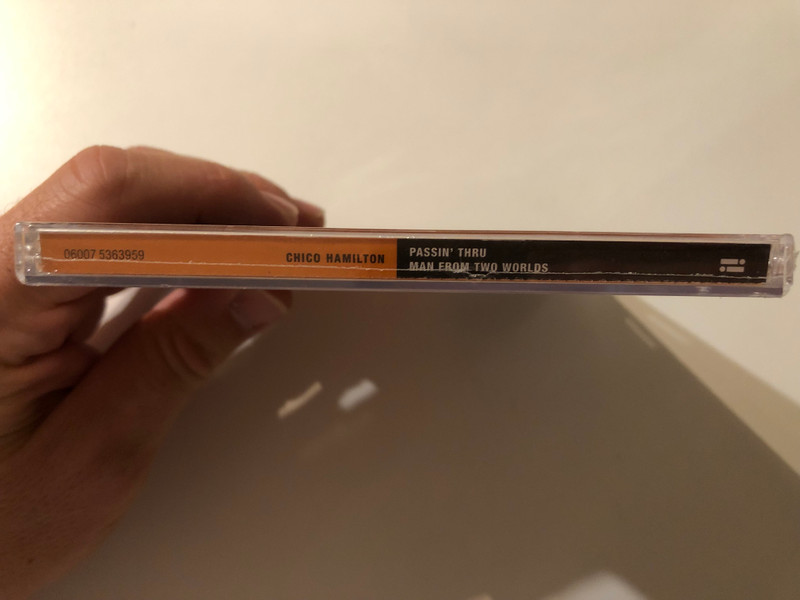 06007 5363959
CHICO HAMILTON
PASSIN' THRU
MAN FROM TWO WORLDS